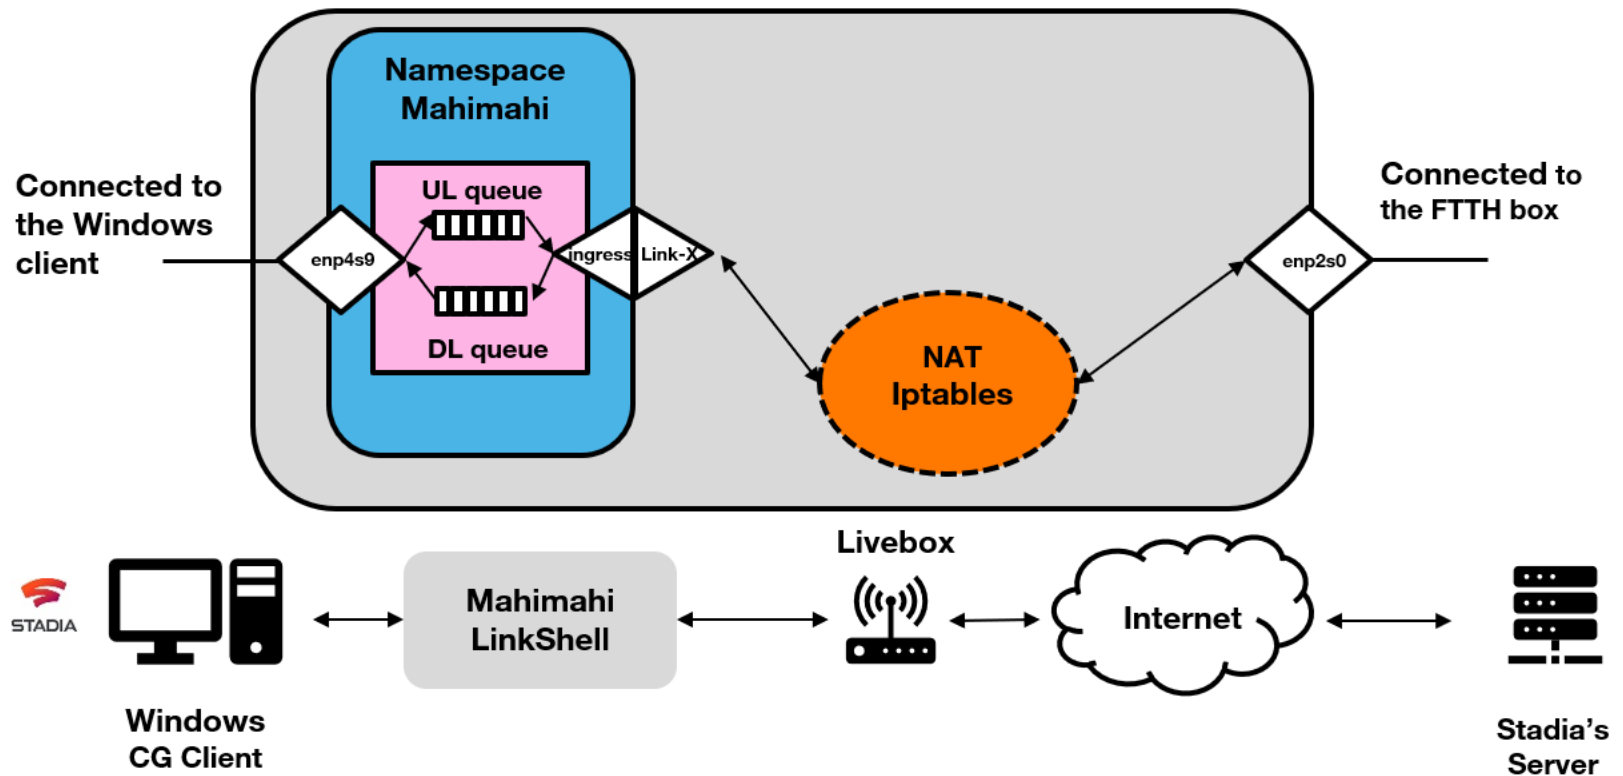 Namespace
Mahimahi
Connected to
the Windows
client
UL queue
enp4s9
ingress Link-X
DL queue
NAT
Iptables
enp2s0
Connected to
the FTTH box
STADIA
Windows
CG Client
Mahimahi
LinkShell
Livebox
Internet
Stadia's
Server